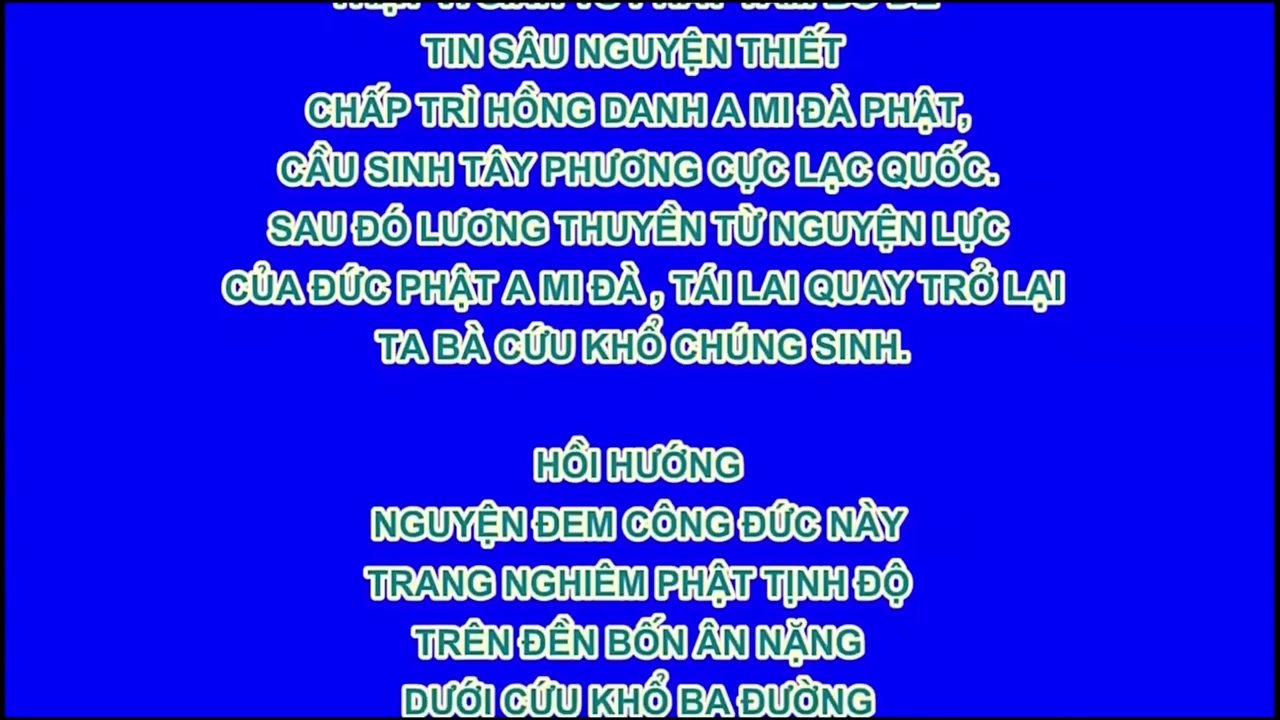 TIN SÂU NGUYỆN THIẾT
CHẤP TRÌ HỒNG DANH A MI ĐÀ PHẬT,
CẦU SINH TÂY PHƯƠNG CỰC LẠC QUỐC.
SAU ĐÓ LƯƠNG THUYỀN TỪ NGUYỆN LỰC
CỦA ĐỨC PHẬT A MI ĐÀ , TÁI LAI QUAY TRỞ LẠI
TA BÀ CỨU KHỔ CHÚNG SINH.
HỒI HƯỚNG
NGUYỆN ĐEM CÔNG ĐỨC NÀY
TRANG NGHIÊM PHẬT TỊNH ĐỘ
TRÊN ĐỀN BỐN ÂN NẶNG
DƯỚI CỨU KHỔ BA ĐƯỜNG